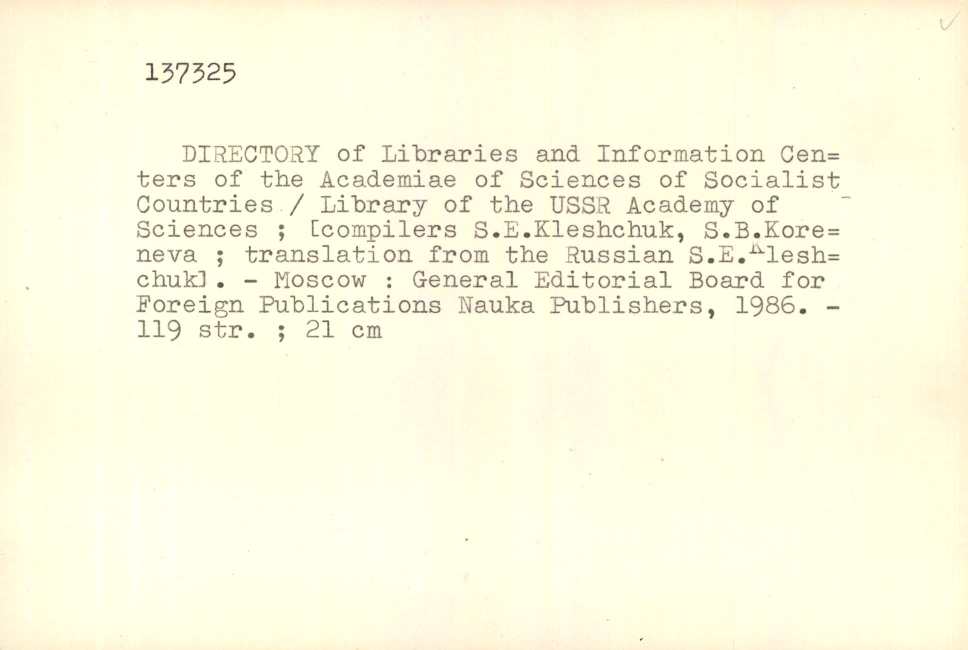 137325
DIRECTORY of Libraries and Information Cen=
ters of the Academiae of Sciences of Socialist
Countries / Library of the USSR Academy of
Sciences ; [compilers S.E.Kleshchuk, S.B.Kore=
neva ; translation from the Russian S.E.Klesh=
chuk]. - Moscow : General Editorial Board for
Foreign Publications Nauka Publishers, 1986. -
119 str. ; 21 cm